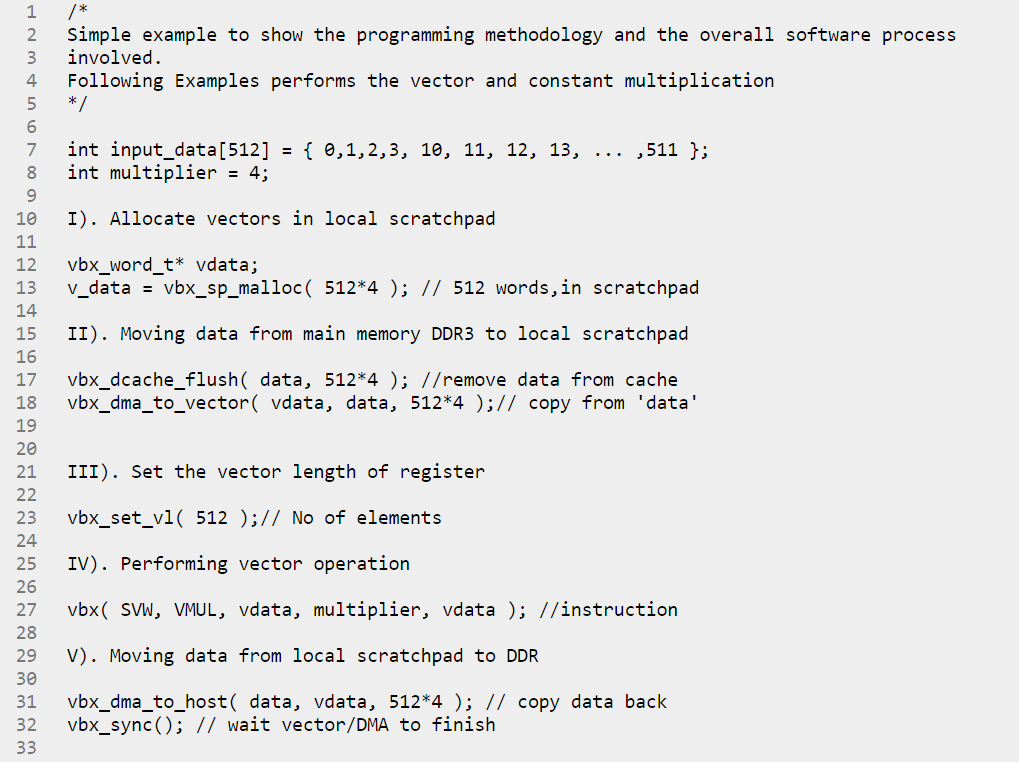 1 /*
2 Simple example to show the programming methodology and the overall software process
3 involved.
4 Following Examples performs the vector and constant multiplication
5 */
6
7 int input_data[512] = { 0,1,2,3, 10, 11, 12, 13, ... ,511 };
8 int multiplier = 4;
9
10 I). Allocate vectors in local scratchpad
11
12 vbx_word_t* vdata;
13 v_data = vbx_sp_malloc( 512*4 ); // 512 words,in scratchpad
14
15 II). Moving data from main memory DDR3 to local scratchpad
16
17 vbx_dcache_flush( data, 512*4 ); //remove data from cache
18 vbx_dma_to_vector( vdata, data, 512*4 );// copy from 'data'
19
20
21 III). Set the vector length of register
22
23 vbx_set_vl( 512 );// No of elements
24
25 IV). Performing vector operation
26
27 vbx( SVW, VMUL, vdata, multiplier, vdata ); //instruction
28
29 V). Moving data from local scratchpad to DDR
30
31 vbx_dma_to_host( data, vdata, 512*4 ); // copy data back
32 vbx_sync(); // wait vector/DMA to finish
33